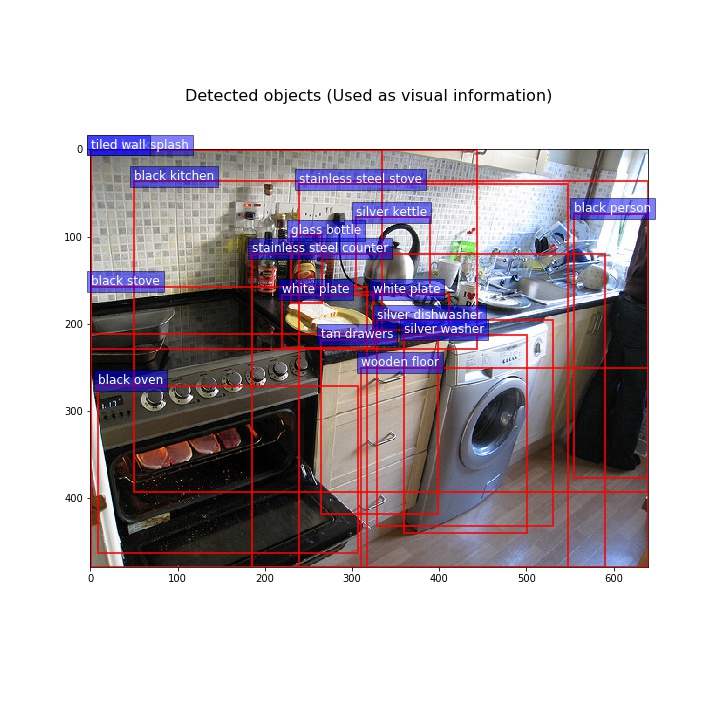 Detected objects (Used as visual information)
tiled wall splash
black kitchen
stainless steel stove
silver kettle
black person
glass bottle
stainless steel counter
black stove
white plate
white plate
silver dishwasher
silver washer
tan drawers
wooden floor
black oven
0
100
200
300
400
0
100
200
300
400
500
600